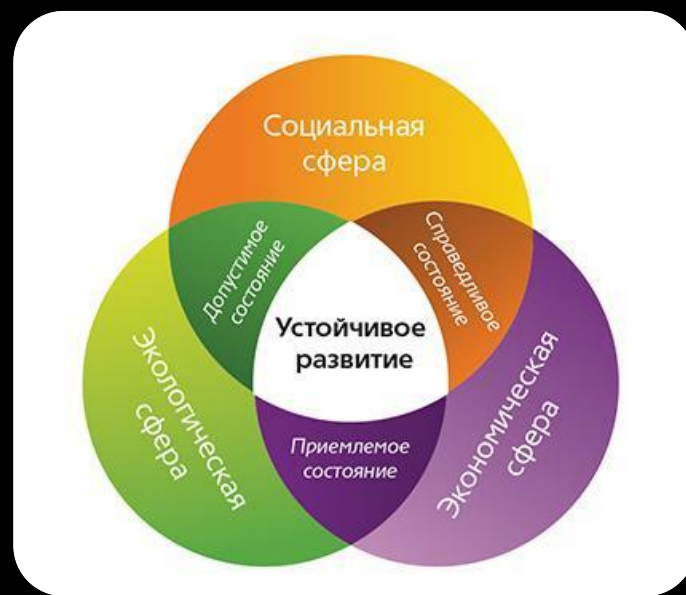 Социальная
сфера
Допустимое
состояние
Справедливое
состояние
Устойчивое
развитие
Экологическая
сфера
Приемлемое
состояние
Экономическая
сфера